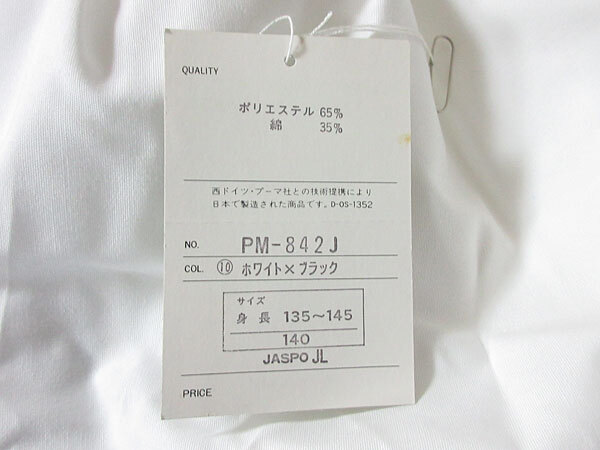 QUALITY
ポリエステル 65%
綿 35%
西ドイツ・プーマ社との技術提携により
日本で製造された商品です。D-OS-1352
NO. PM-842J
COL. ⑩ ホワイト×ブラック
サイズ
身長 135～145
140
JASPO JL
PRICE